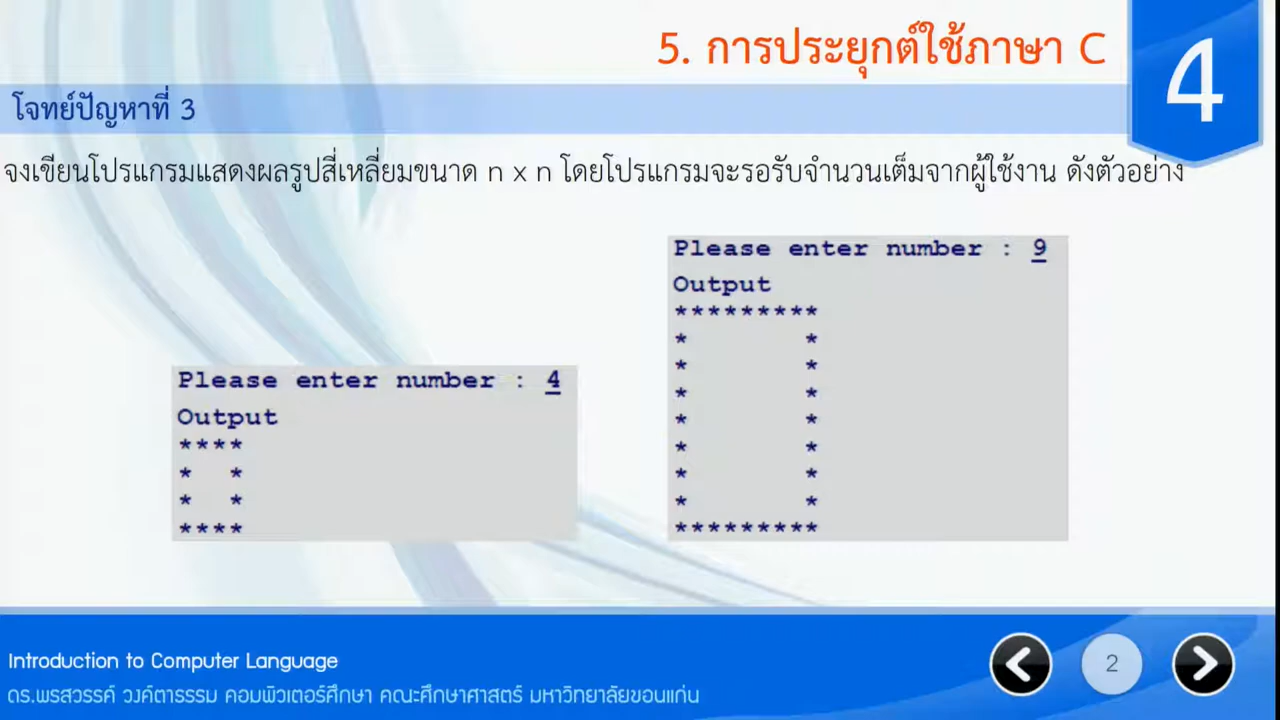 5. การประยุกต์ใช้ภาษา C
4
โจทย์ปัญหาที่ 3
จงเขียนโปรแกรมแสดงผลรูปสี่เหลี่ยมขนาด n x n โดยโปรแกรมจะรอรับจำนวนเต็มจากผู้ใช้งาน ดังตัวอย่าง
Please enter number : 4
Output
****
*  *
*  *
****
Please enter number : 9
Output
*********
*       *
*       *
*       *
*       *
*       *
*       *
*       *
*********
Introduction to Computer Language
ดร.พรสวรรค์ วงค์ตาธรรม คอมพิวเตอร์ศึกษา คณะศึกษาศาสตร์ มหาวิทยาลัยขอนแก่น
2